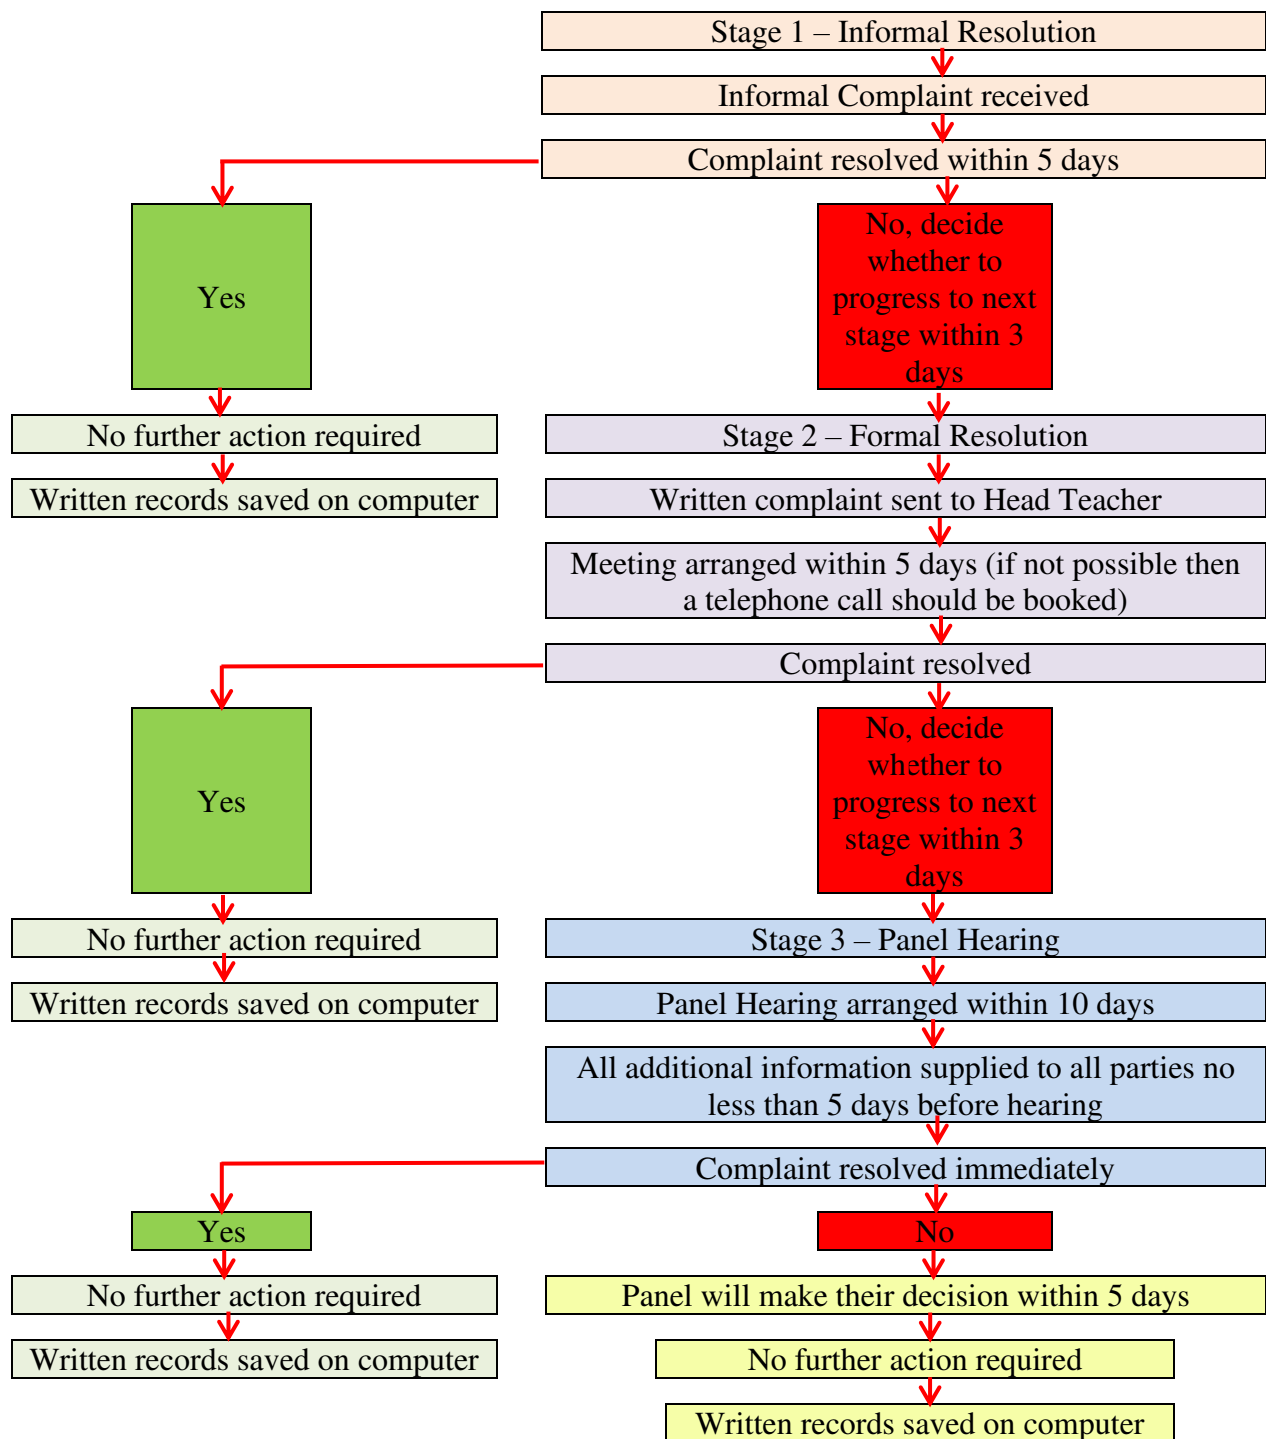 Stage 1 – Informal Resolution
Informal Complaint received
Complaint resolved within 5 days
Yes
No, decide
whether to
progress to next
stage within 3
days
No further action required
Stage 2 – Formal Resolution
Written records saved on computer
Written complaint sent to Head Teacher
Meeting arranged within 5 days (if not possible then
a telephone call should be booked)
Complaint resolved
Yes
No, decide
whether to
progress to next
stage within 3
days
No further action required
Stage 3 – Panel Hearing
Written records saved on computer
Panel Hearing arranged within 10 days
All additional information supplied to all parties no
less than 5 days before hearing
Complaint resolved immediately
Yes
No
No further action required
Panel will make their decision within 5 days
Written records saved on computer
No further action required
Written records saved on computer